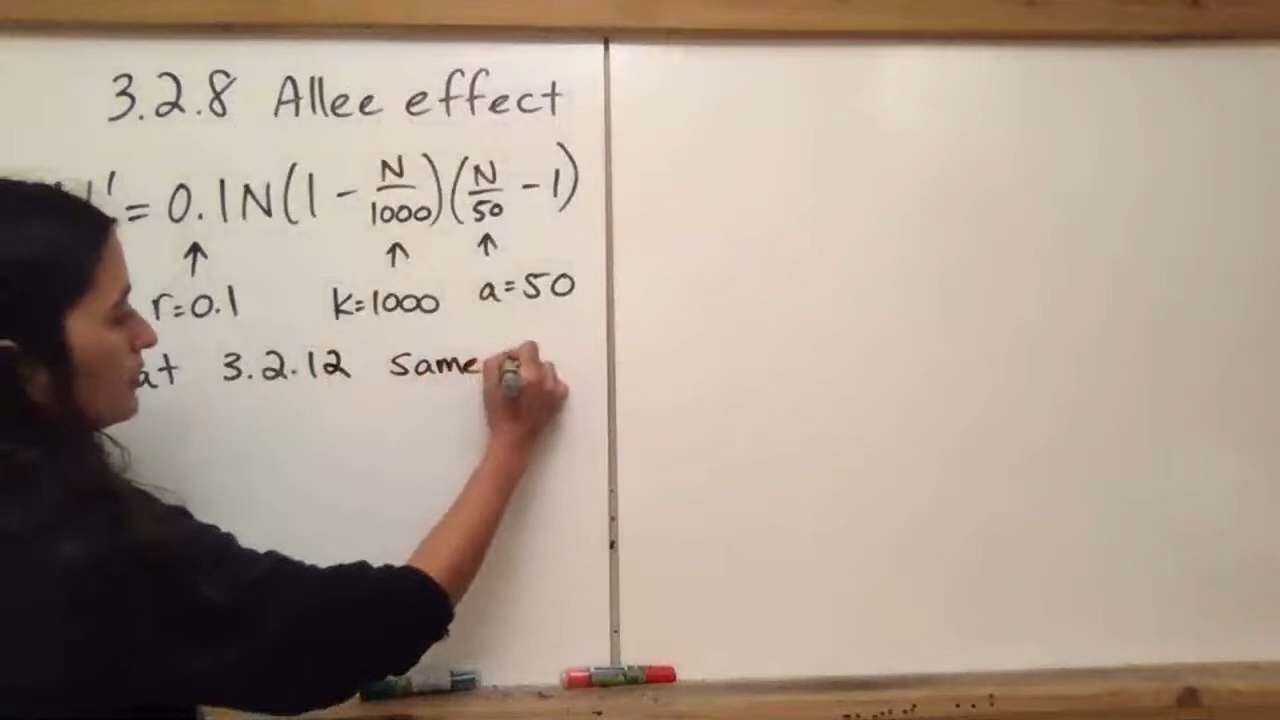 3.2.8 Allee effect
' = 0.1N(1 - N/1000)(N/50 - 1)
↑ ↑ ↑
r=0.1 K=1000 a=50
at 3.2.12 same